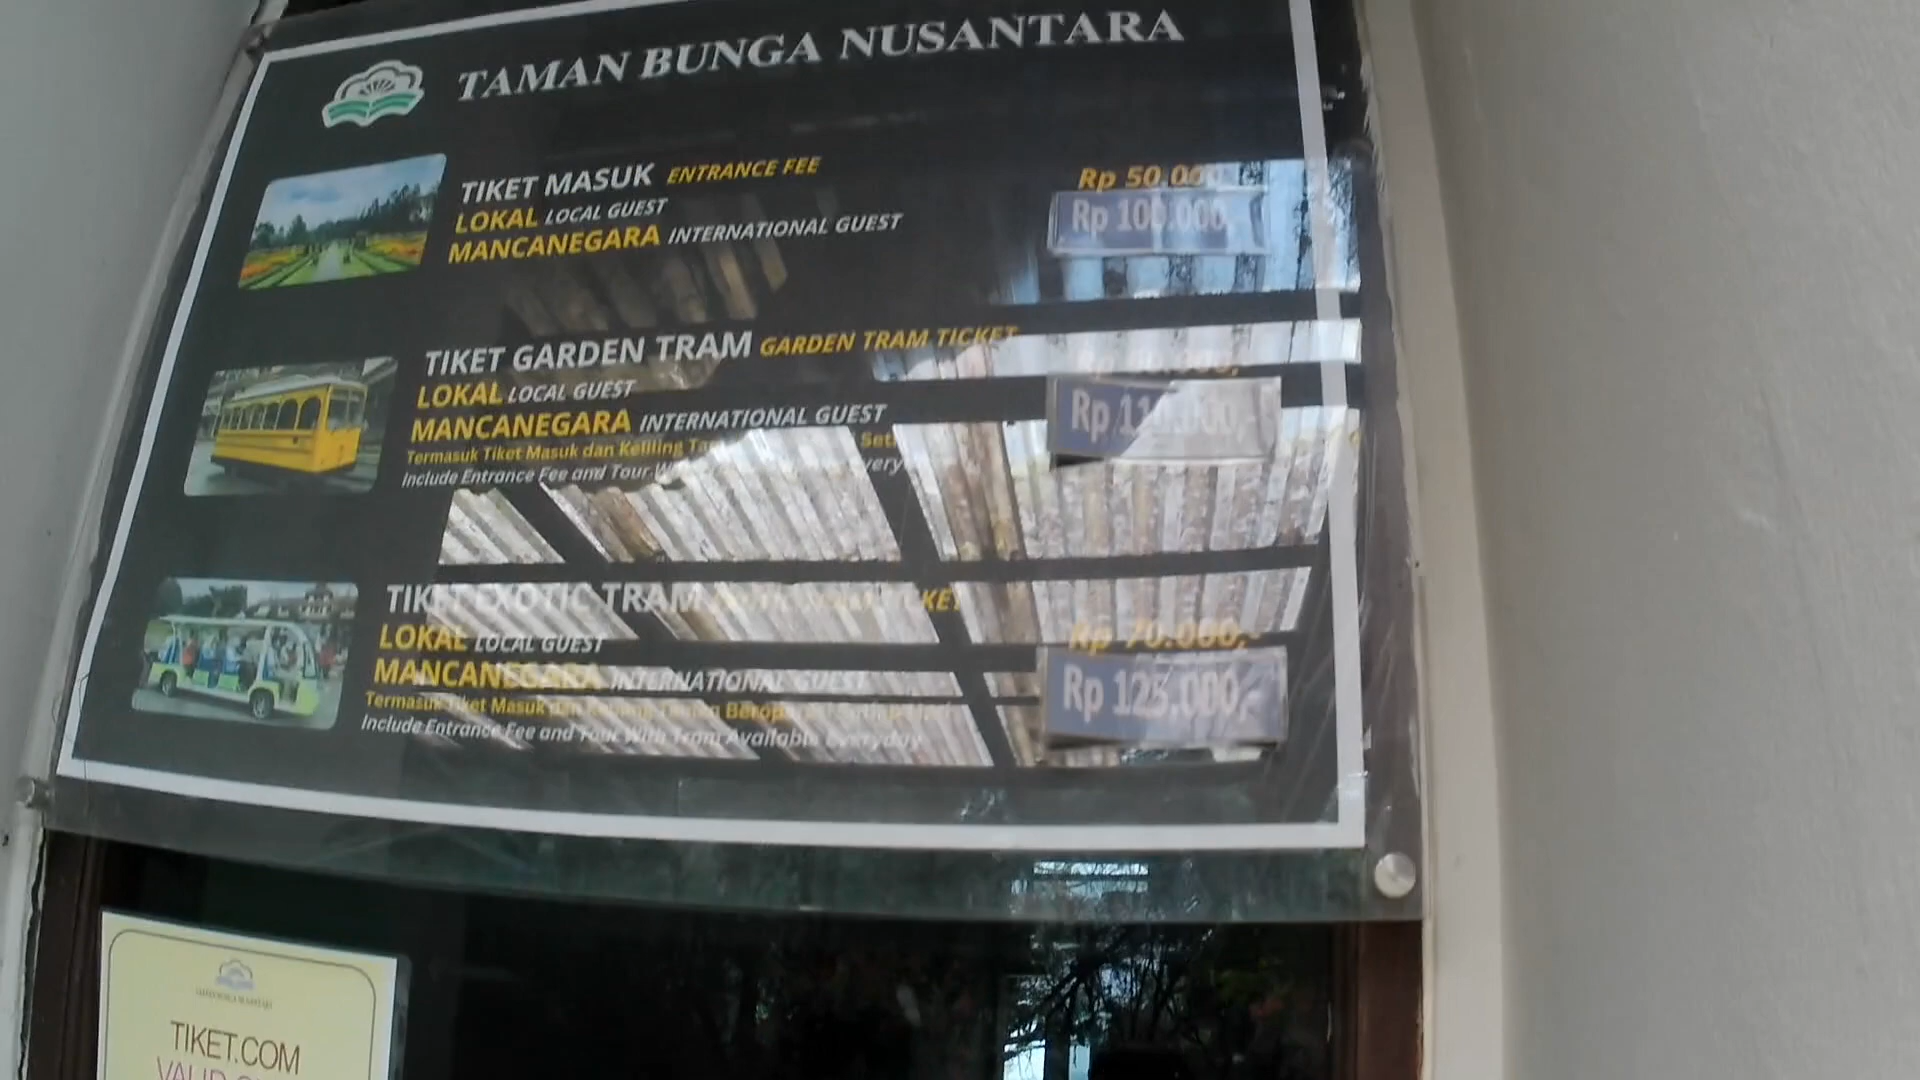 TAMAN BUNGA NUSANTARA
TIKET MASUK ENTRANCE FEE
LOKAL LOCAL GUEST Rp 50.000
MANCANEGARA INTERNATIONAL GUEST Rp 100.000,-
TIKET GARDEN TRAM GARDEN TRAM TICKET
LOKAL LOCAL GUEST
MANCANEGARA INTERNATIONAL GUEST Rp
Termasuk Tiket Masuk dan Keliling
Include Entrance Fee and Tour
TIKET EXOTIC TRAM
LOKAL LOCAL GUEST Rp 70.000,-
MANCANEGARA INTERNATIONAL GUEST Rp 125.000,-
Termasuk Tiket Masuk dan
Include Entrance Fee and Tour With Tram Available Everyday
TIKET.COM